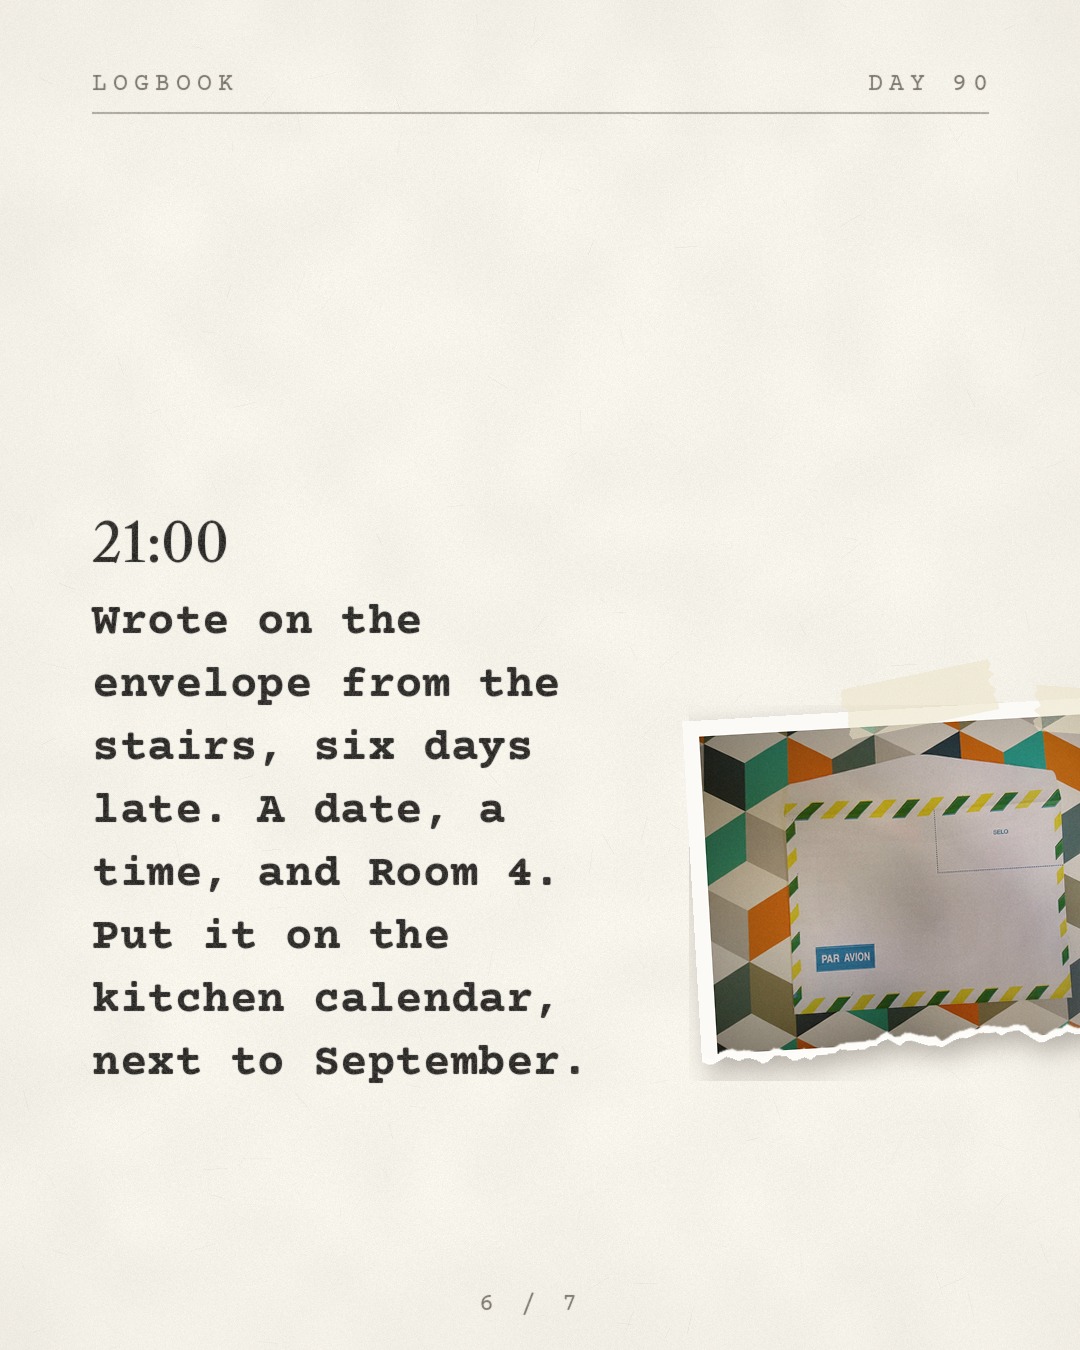 LOGBOOK DAY 90
21:00
Wrote on the
envelope from the
stairs, six days
late. A date, a
time, and Room 4.
Put it on the
kitchen calendar,
next to September.
SELO
PAR AVION
6 / 7